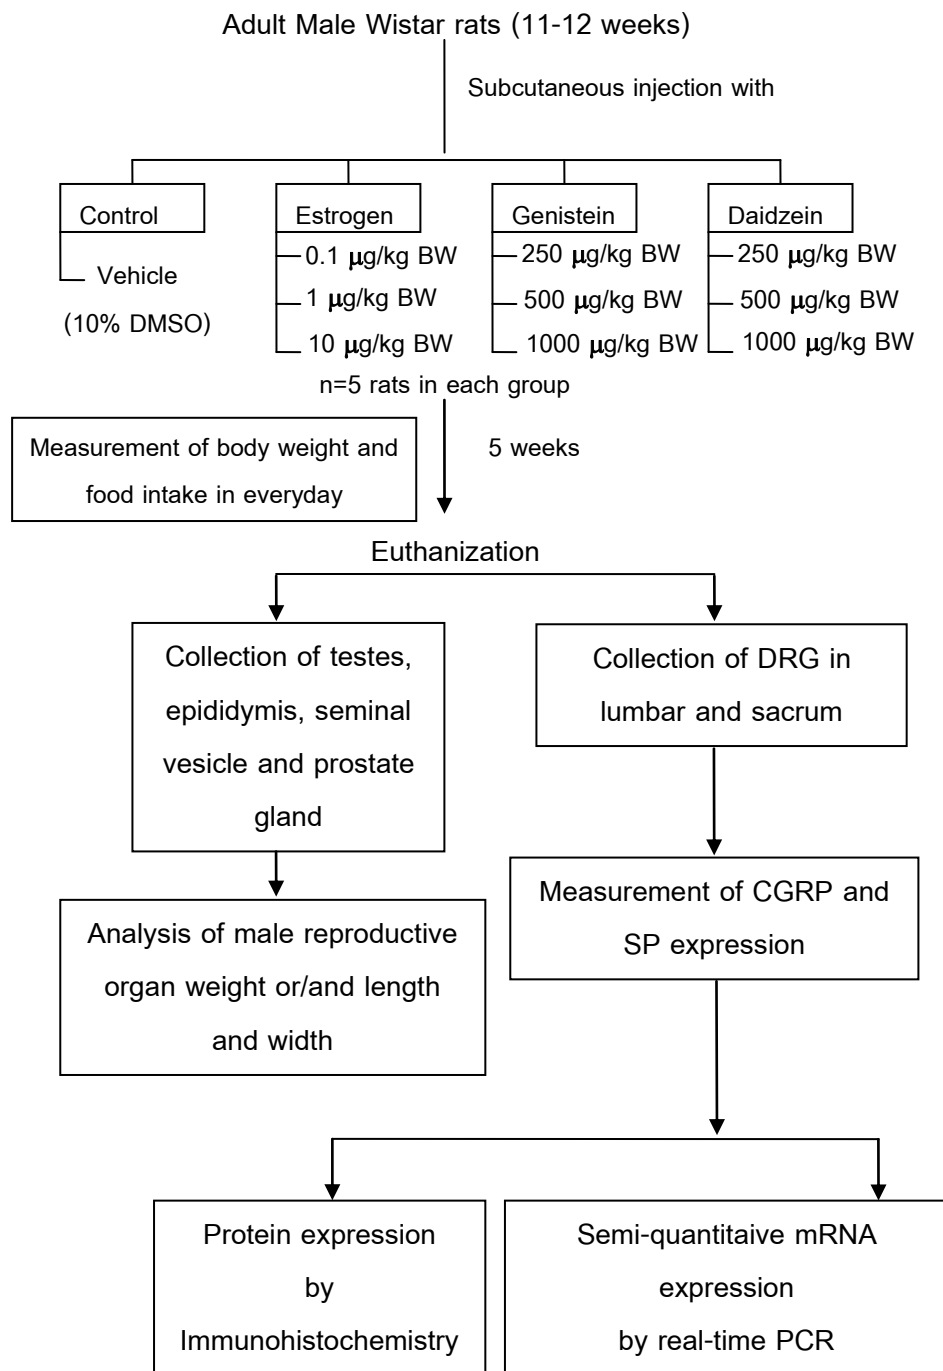 Adult Male Wistar rats (11-12 weeks)
Subcutaneous injection with
Control
Vehicle
(10% DMSO)
Estrogen
0.1 µg/kg BW
1 µg/kg BW
10 µg/kg BW
Genistein
250 µg/kg BW
500 µg/kg BW
1000 µg/kg BW
Daidzein
250 µg/kg BW
500 µg/kg BW
1000 µg/kg BW
n=5 rats in each group
Measurement of body weight and
food intake in everyday
5 weeks
Euthanization
Collection of testes,
epididymis, seminal
vesicle and prostate
gland
Analysis of male reproductive
organ weight or/and length
and width
Collection of DRG in
lumbar and sacrum
Measurement of CGRP and
SP expression
Protein expression
by
Immunohistochemistry
Semi-quantitaive mRNA
expression
by real-time PCR